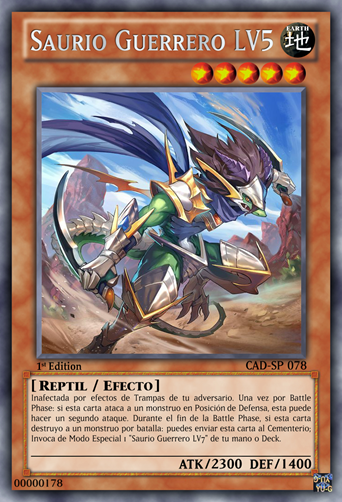 Saurio Guerrero LV5
EARTH
地
1st Edition
CAD-SP 078
[ Reptil / Efecto ]
Inafectada por efectos de Trampas de tu adversario. Una vez por Battle
Phase: si esta carta ataca a un monstruo en Posición de Defensa, esta puede
hacer un segundo ataque. Durante el fin de la Battle Phase, si esta carta
destruyo a un monstruo por batalla: puedes enviar esta carta al Cementerio;
Invoca de Modo Especial 1 "Saurio Guerrero LV7" de tu mano o Deck.
ATK/2300 DEF/1400
00000178